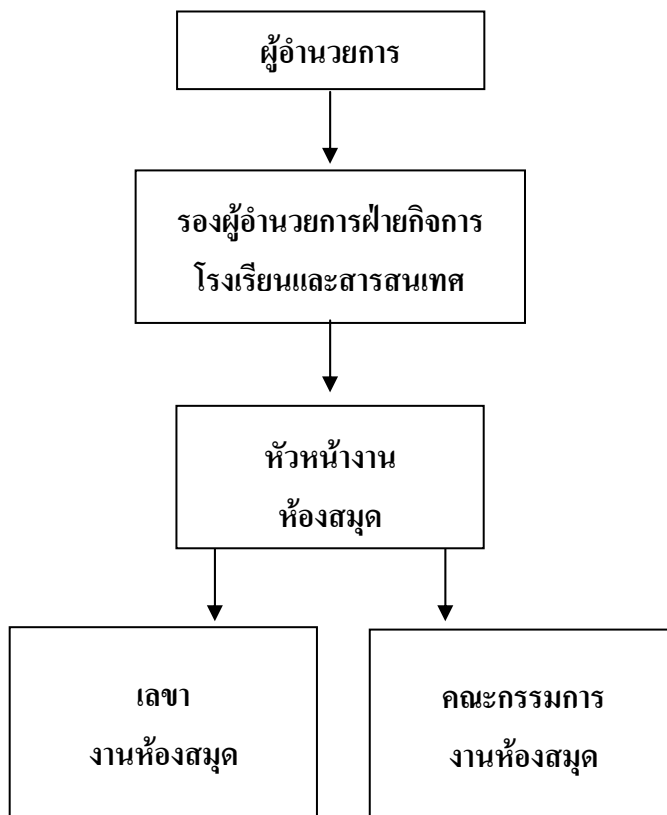 ผู้อำนวยการ
รองผู้อำนวยการฝ่ายกิจการ
โรงเรียนและสารสนเทศ
หัวหน้างาน
ห้องสมุด
เลขา
งานห้องสมุด
คณะกรรมการ
งานห้องสมุด